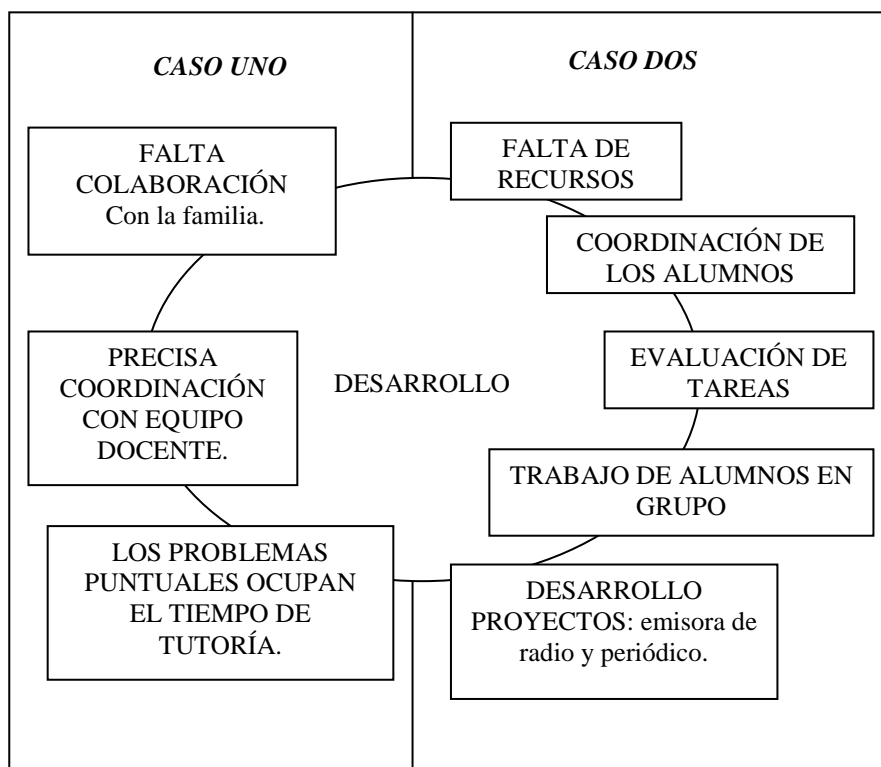 CASO UNO
FALTA
COLABORACIÓN
Con la familia.
PRECISA
COORDINACIÓN
CON EQUIPO
DOCENTE.
LOS PROBLEMAS
PUNTUALES OCUPAN
EL TIEMPO DE
TUTORÍA.
DESARROLLO
CASO DOS
FALTA DE
RECURSOS
COORDINACIÓN DE
LOS ALUMNOS
EVALUACIÓN DE
TAREAS
TRABAJO DE ALUMNOS EN
GRUPO
DESARROLLO
PROYECTOS: emisora de
radio y periódico.